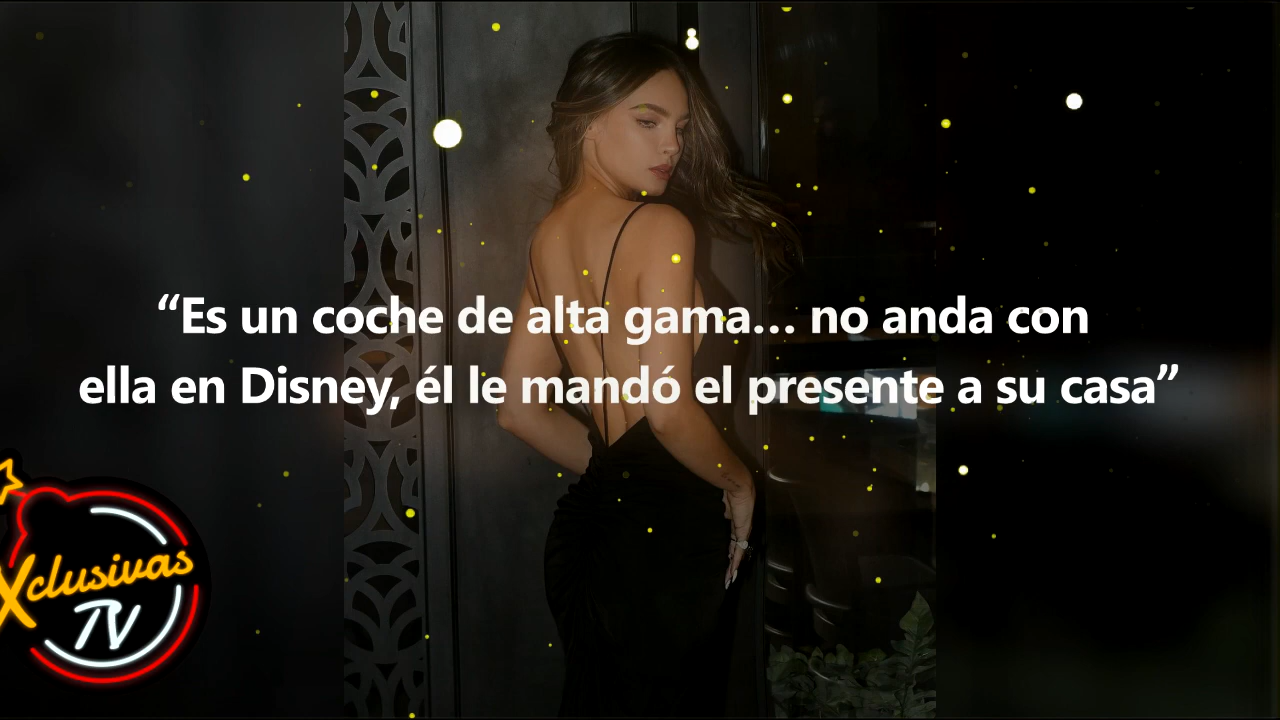 “Es un coche de alta gama... no anda con
ella en Disney, él le mandó el presente a su casa”
Xclusivas
TV